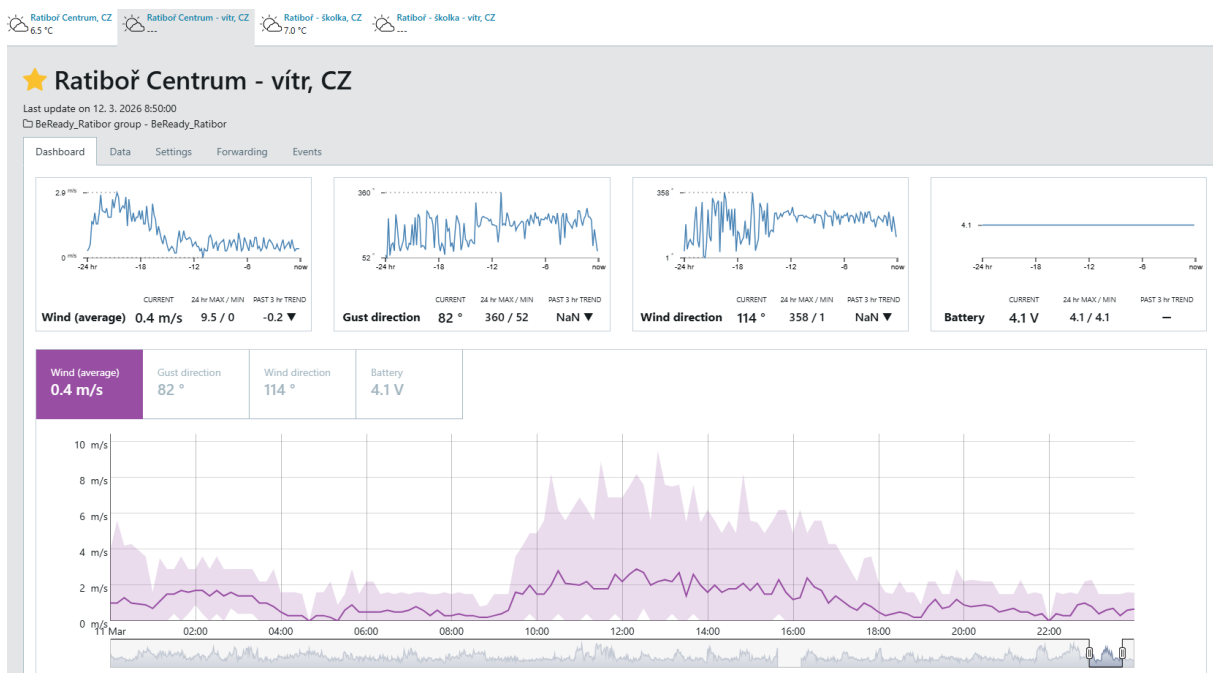 Ratiboř Centrum, CZ
6.5 °C
Ratiboř Centrum - vítr, CZ
---
Ratiboř - školka, CZ
7.0 °C
Ratiboř - školka - vítr, CZ
---
Ratiboř Centrum - vítr, CZ
Last update on 12. 3. 2026 8:50:00
BeReady_Ratibor group - BeReady_Ratibor
Dashboard Data Settings Forwarding Events
2.9 m/s
0 m/s
-24 hr -18 -12 -6 now
CURRENT 24 hr MAX / MIN PAST 3 hr TREND
Wind (average) 0.4 m/s 9.5 / 0 -0.2 ▼
360 °
52 °
-24 hr -18 -12 -6 now
CURRENT 24 hr MAX / MIN PAST 3 hr TREND
Gust direction 82 ° 360 / 52 NaN ▼
358 °
1 °
-24 hr -18 -12 -6 now
CURRENT 24 hr MAX / MIN PAST 3 hr TREND
Wind direction 114 ° 358 / 1 NaN ▼
4.1
-24 hr -18 -12 -6 now
CURRENT 24 hr MAX / MIN PAST 3 hr TREND
Battery 4.1 V 4.1 / 4.1 –
Wind (average)
0.4 m/s
Gust direction
82 °
Wind direction
114 °
Battery
4.1 V
10 m/s
8 m/s
6 m/s
4 m/s
2 m/s
0 m/s
11 Mar 02:00 04:00 06:00 08:00 10:00 12:00 14:00 16:00 18:00 20:00 22:00